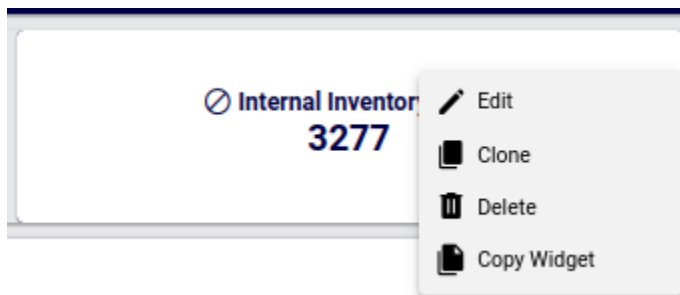 Internal Inventory
3277
Edit
Clone
Delete
Copy Widget